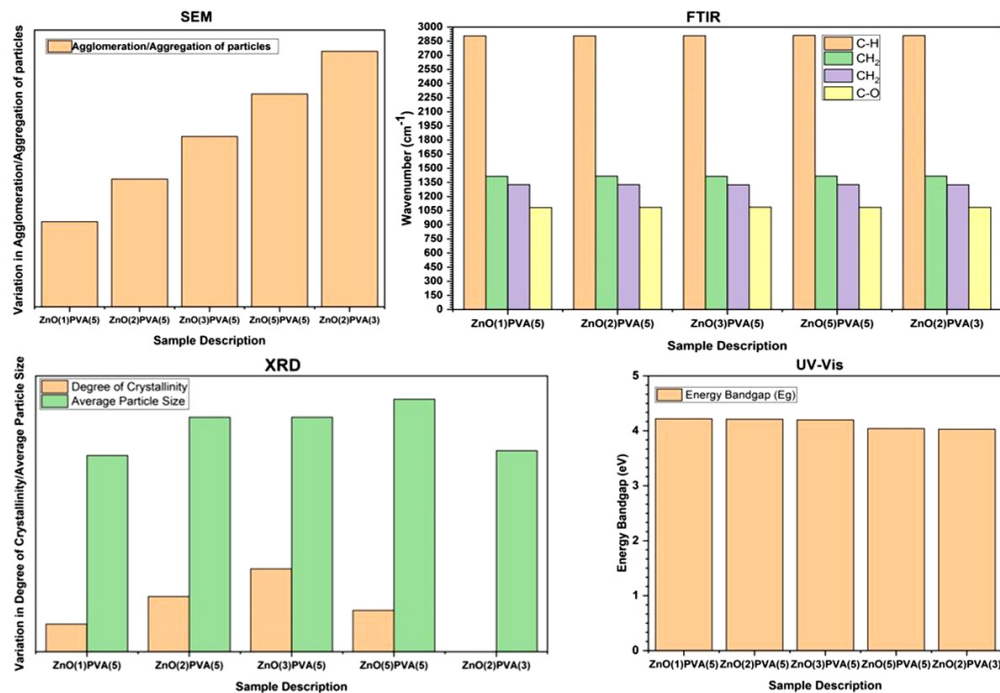 SEM
Variation in Agglomeration/Aggregation of particles
Agglomeration/Aggregation of particles
ZnO(1)PVA(5)
ZnO(2)PVA(5)
ZnO(3)PVA(5)
ZnO(5)PVA(5)
ZnO(2)PVA(3)
Sample Description
FTIR
Wavenumber (cm⁻¹)
3000
2850
2700
2550
2400
2250
2100
1950
1800
1650
1500
1350
1200
1050
900
750
600
450
300
150
C-H
CH₂
CH₂
C-O
ZnO(1)PVA(5)
ZnO(2)PVA(5)
ZnO(3)PVA(5)
ZnO(5)PVA(5)
ZnO(2)PVA(3)
Sample Description
XRD
Variation in Degree of Crystallinity/Average Particle Size
Degree of Crystallinity
Average Particle Size
ZnO(1)PVA(5)
ZnO(2)PVA(5)
ZnO(3)PVA(5)
ZnO(5)PVA(5)
ZnO(2)PVA(3)
Sample Description
UV-Vis
Energy Bandgap (eV)
5
4
3
2
1
0
Energy Bandgap (Eg)
ZnO(1)PVA(5)
ZnO(2)PVA(5)
ZnO(3)PVA(5)
ZnO(5)PVA(5)
ZnO(2)PVA(3)
Sample Description